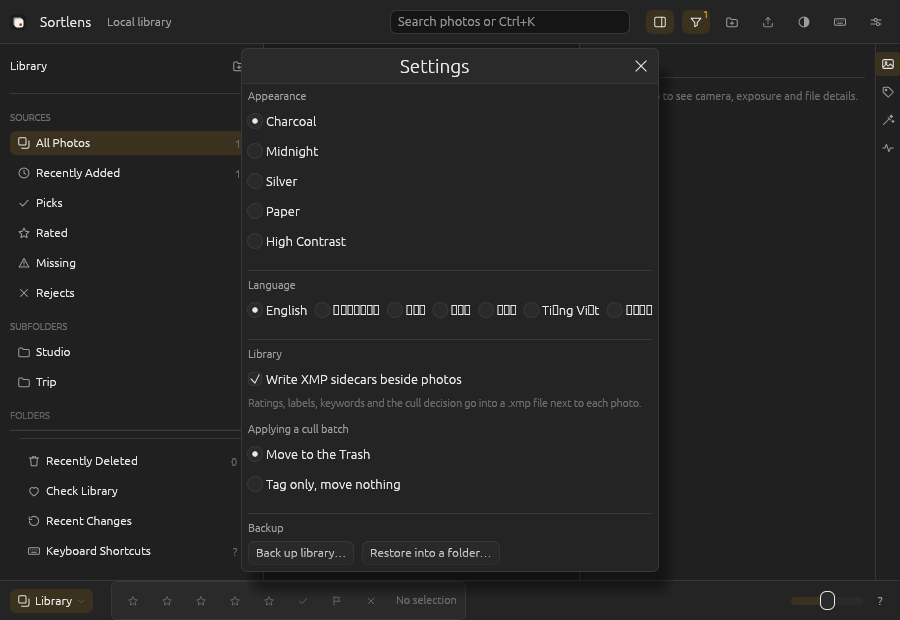 Sortlens Local library Search photos or Ctrl+K 1
Library
Settings
to see camera, exposure and file details.
SOURCES
All Photos 1
Recently Added 1
Picks
Rated
Missing
Rejects
SUBFOLDERS
Studio
Trip
FOLDERS
Recently Deleted 0
Check Library
Recent Changes
Keyboard Shortcuts ?
Appearance
Charcoal
Midnight
Silver
Paper
High Contrast
Language
English
Library
Write XMP sidecars beside photos
Ratings, labels, keywords and the cull decision go into a .xmp file next to each photo.
Applying a cull batch
Move to the Trash
Tag only, move nothing
Backup
Back up library… Restore into a folder…
Library No selection ?